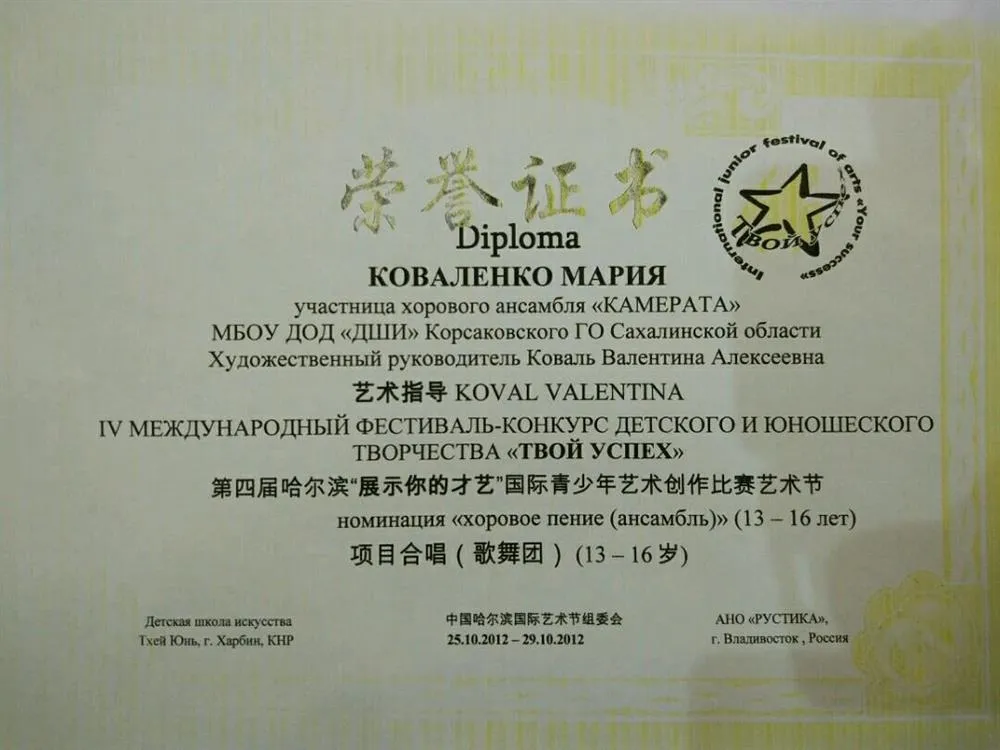 荣誉证书
International junior festival of arts «Your success»
ТВОЙ УСПЕХ
Diploma
КОВАЛЕНКО МАРИЯ
участница хорового ансамбля «КАМЕРАТА»
МБОУ ДОД «ДШИ» Корсаковского ГО Сахалинской области
Художественный руководитель Коваль Валентина Алексеевна
艺术指导 KOVAL VALENTINA
IV МЕЖДУНАРОДНЫЙ ФЕСТИВАЛЬ-КОНКУРС ДЕТСКОГО И ЮНОШЕСКОГО
ТВОРЧЕСТВА «ТВОЙ УСПЕХ»
第四届哈尔滨“展示你的才艺”国际青少年艺术创作比赛艺术节
номинация «хоровое пение (ансамбль)» (13 – 16 лет)
项目合唱（歌舞团）(13 – 16 岁)
Детская школа искусства
Тхей Юнь, г. Харбин, КНР
中国哈尔滨国际艺术节组委会
25.10.2012 – 29.10.2012
АНО «РУСТИКА»,
г. Владивосток , Россия